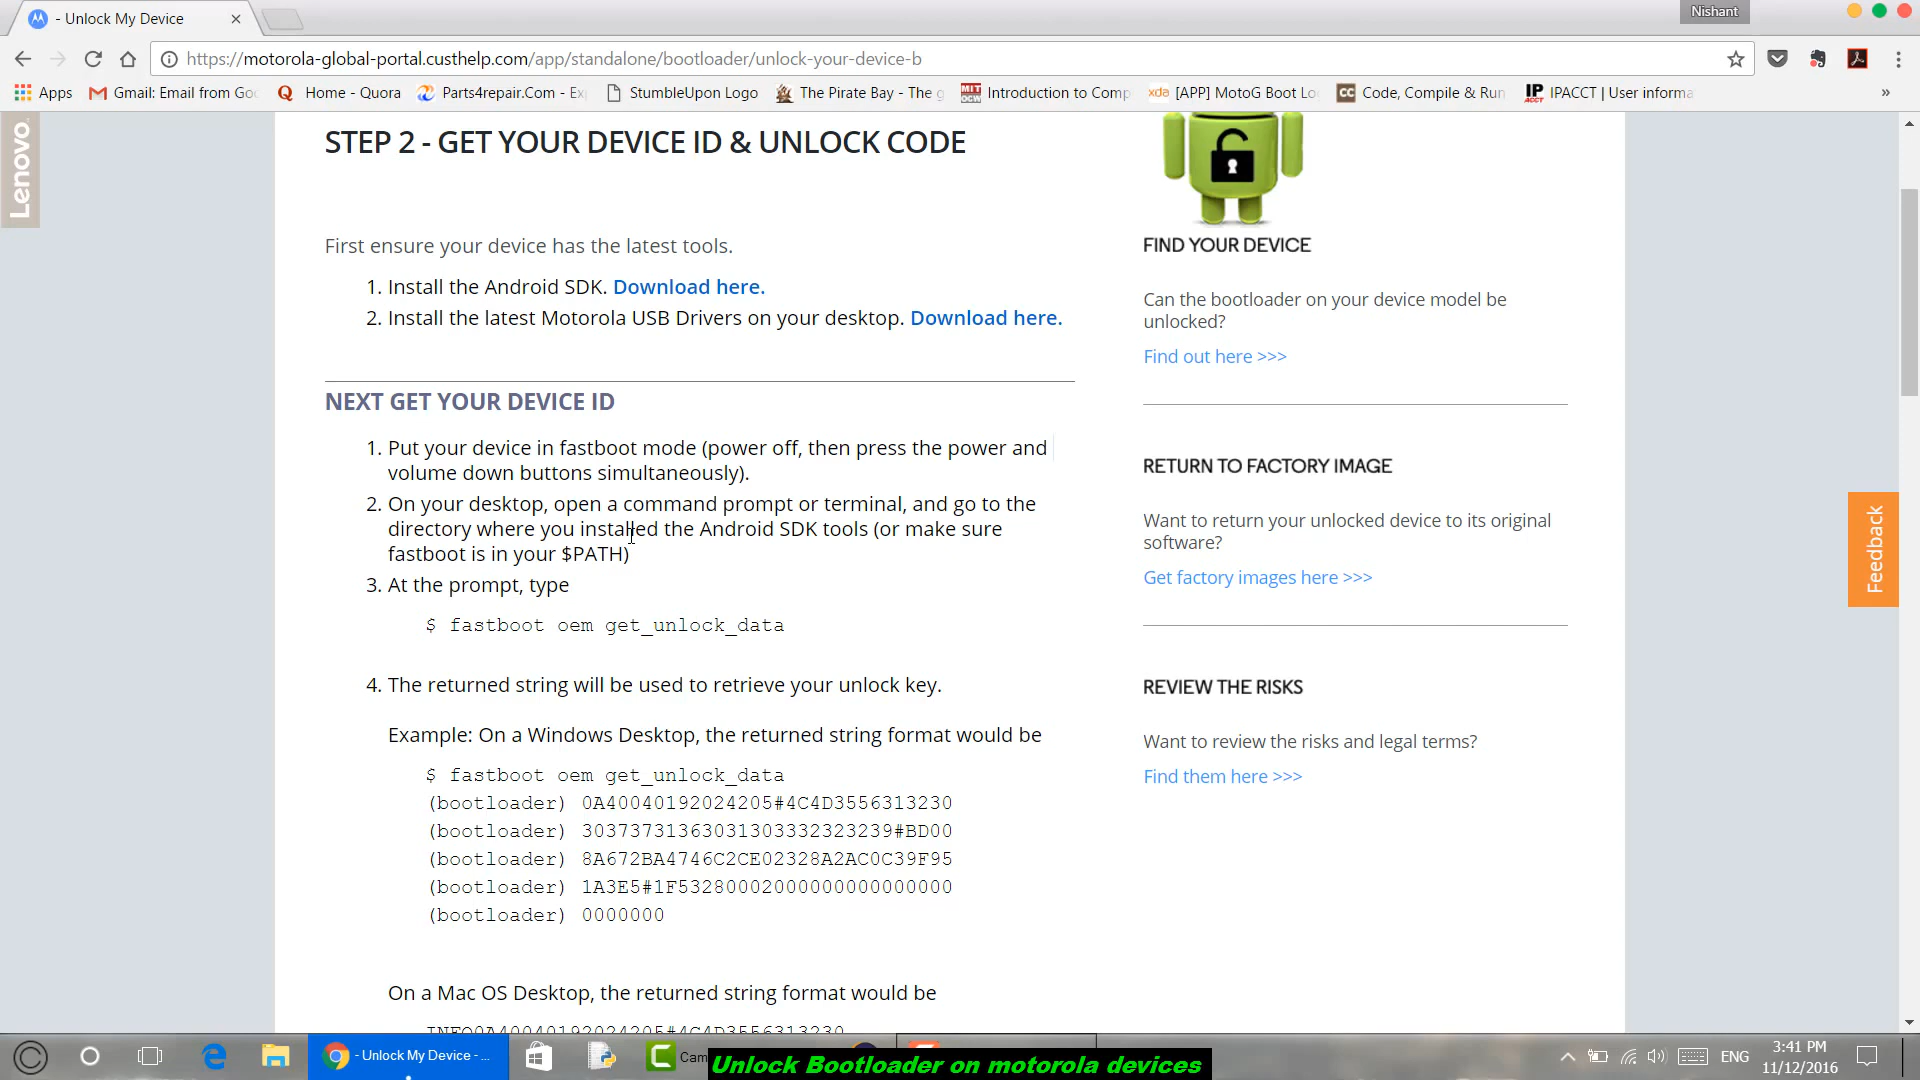 - Unlock My Device
Nishant
https://motorola-global-portal.custhelp.com/app/standalone/bootloader/unlock-your-device-b
Apps
Gmail: Email from Go
Home - Quora
Parts4repair.Com - Ex
StumbleUpon Logo
The Pirate Bay - The g
Introduction to Comp
[APP] MotoG Boot Lo
Code, Compile & Run
IPACCT | User informa
Lenovo
STEP 2 - GET YOUR DEVICE ID & UNLOCK CODE
First ensure your device has the latest tools.
1. Install the Android SDK. Download here.
2. Install the latest Motorola USB Drivers on your desktop. Download here.
NEXT GET YOUR DEVICE ID
1. Put your device in fastboot mode (power off, then press the power and
volume down buttons simultaneously).
2. On your desktop, open a command prompt or terminal, and go to the
directory where you installed the Android SDK tools (or make sure
fastboot is in your $PATH)
3. At the prompt, type
$ fastboot oem get_unlock_data
4. The returned string will be used to retrieve your unlock key.
Example: On a Windows Desktop, the returned string format would be
$ fastboot oem get_unlock_data
(bootloader) 0A40040192024205#4C4D3556313230
(bootloader) 30373731363031303332323239#BD00
(bootloader) 8A672BA4746C2CE02328A2AC0C39F95
(bootloader) 1A3E5#1F53280002000000000000000
(bootloader) 0000000
On a Mac OS Desktop, the returned string format would be
INFO0A40040192024205#4C4D3556313230
FIND YOUR DEVICE
Can the bootloader on your device model be
unlocked?
Find out here >>>
RETURN TO FACTORY IMAGE
Want to return your unlocked device to its original
software?
Get factory images here >>>
REVIEW THE RISKS
Want to review the risks and legal terms?
Find them here >>>
Feedback
- Unlock My Device - ...
Cam
Unlock Bootloader on motorola devices
ENG
3:41 PM
11/12/2016